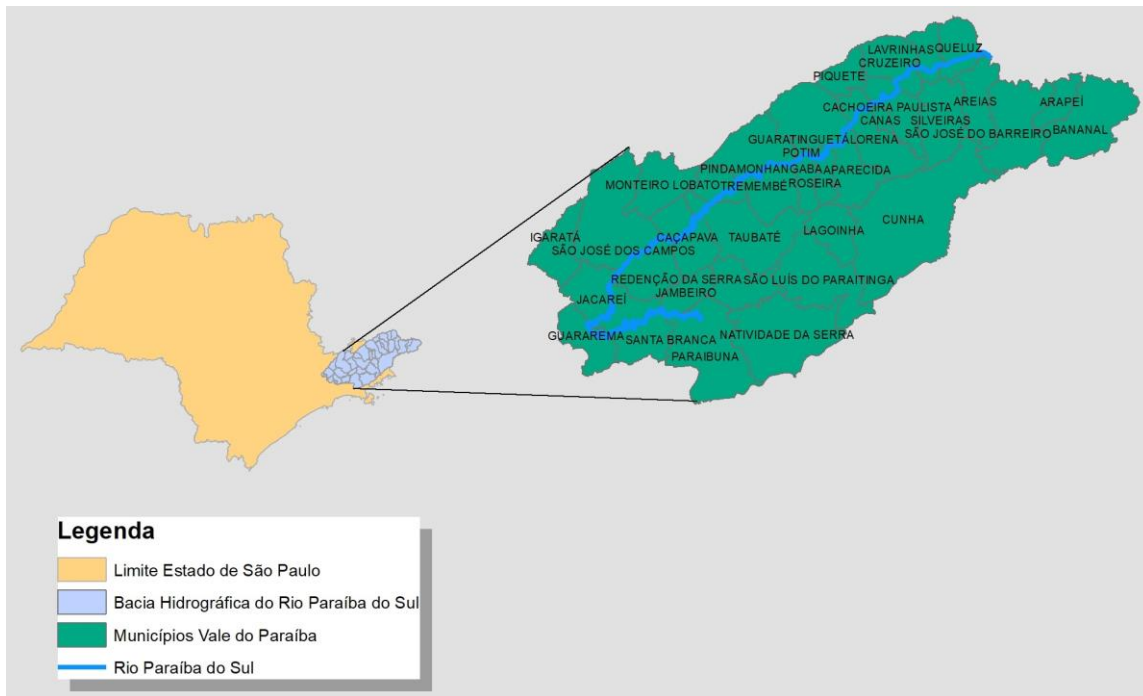 LAVRINHAS QUELUZ
CRUZEIRO
PIQUETE
CACHOEIRA PAULISTA AREIAS ARAPEÍ
CANAS SILVEIRAS
SÃO JOSÉ DO BARREIRO BANANAL
GUARATINGUETÁ LORENA
POTIM
PINDAMONHANGABA APARECIDA
MONTEIRO LOBATO TREMEMBÉ ROSEIRA
CUNHA
LAGOINHA
IGARATÁ CAÇAPAVA TAUBATÉ
SÃO JOSÉ DOS CAMPOS
REDENÇÃO DA SERRA SÃO LUÍS DO PARAITINGA
JACAREÍ JAMBEIRO
GUARAREMA SANTA BRANCA NATIVIDADE DA SERRA
PARAIBUNA
Legenda
Limite Estado de São Paulo
Bacia Hidrográfica do Rio Paraíba do Sul
Municípios Vale do Paraíba
Rio Paraíba do Sul